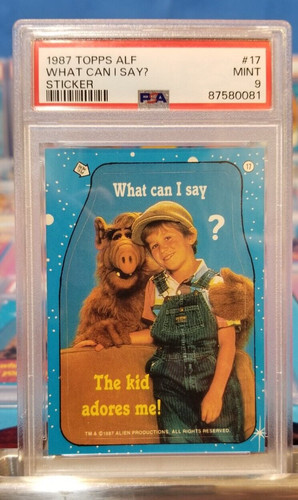 1987 TOPPS ALF #17
WHAT CAN I SAY? MINT
STICKER 9
PSA 87580081
17
What can I say
?
The kid
adores me!
TM & ©1987 ALIEN PRODUCTIONS. ALL RIGHTS RESERVED.